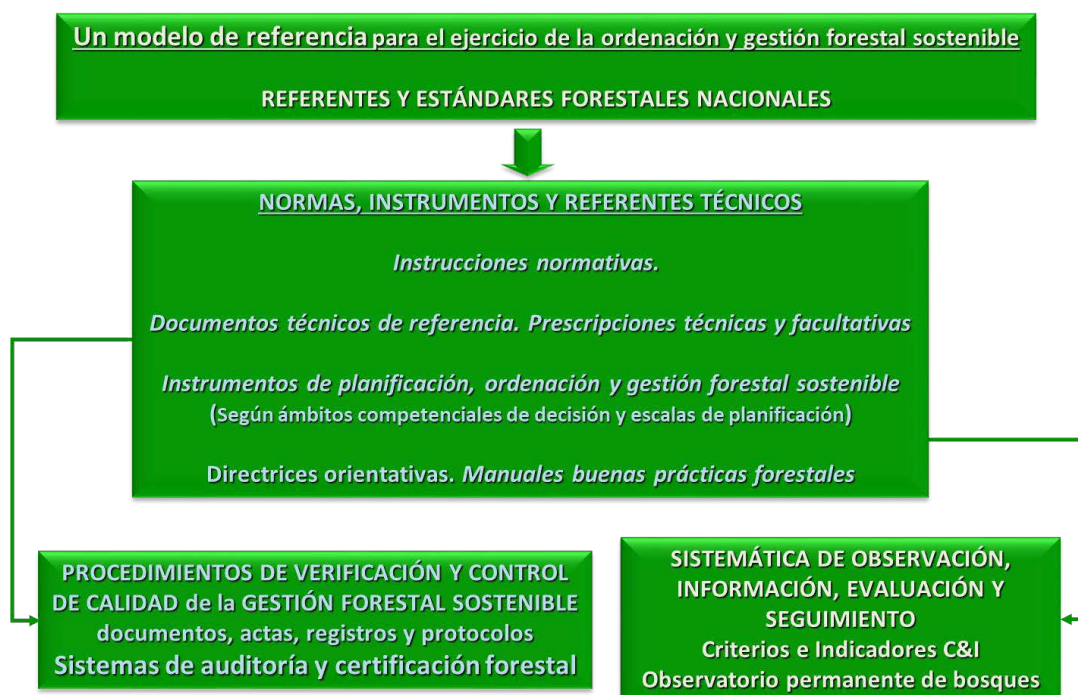 Un modelo de referencia para el ejercicio de la ordenación y gestión forestal sostenible
REFERENTES Y ESTÁNDARES FORESTALES NACIONALES
NORMAS, INSTRUMENTOS Y REFERENTES TÉCNICOS
Instrucciones normativas.
Documentos técnicos de referencia. Prescripciones técnicas y facultativas
Instrumentos de planificación, ordenación y gestión forestal sostenible
(Según ámbitos competenciales de decisión y escalas de planificación)
Directrices orientativas. Manuales buenas prácticas forestales
PROCEDIMIENTOS DE VERIFICACIÓN Y CONTROL
DE CALIDAD de la GESTIÓN FORESTAL SOSTENIBLE
documentos, actas, registros y protocolos
Sistemas de auditoría y certificación forestal
SISTEMÁTICA DE OBSERVACIÓN,
INFORMACIÓN, EVALUACIÓN Y
SEGUIMIENTO
Criterios e Indicadores C&I
Observatorio permanente de bosques